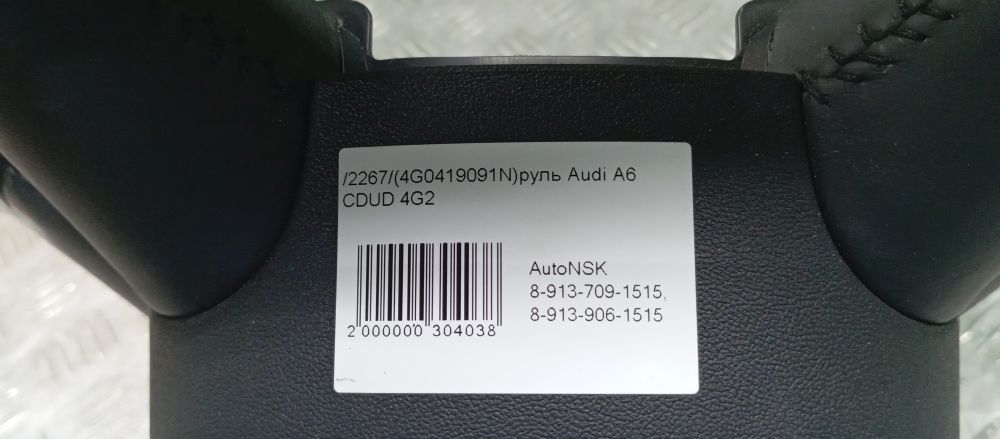 /2267/(4G0419091N)руль Audi A6
CDUD 4G2
AutoNSK
8-913-709-1515,
8-913-906-1515
2 000000 304038